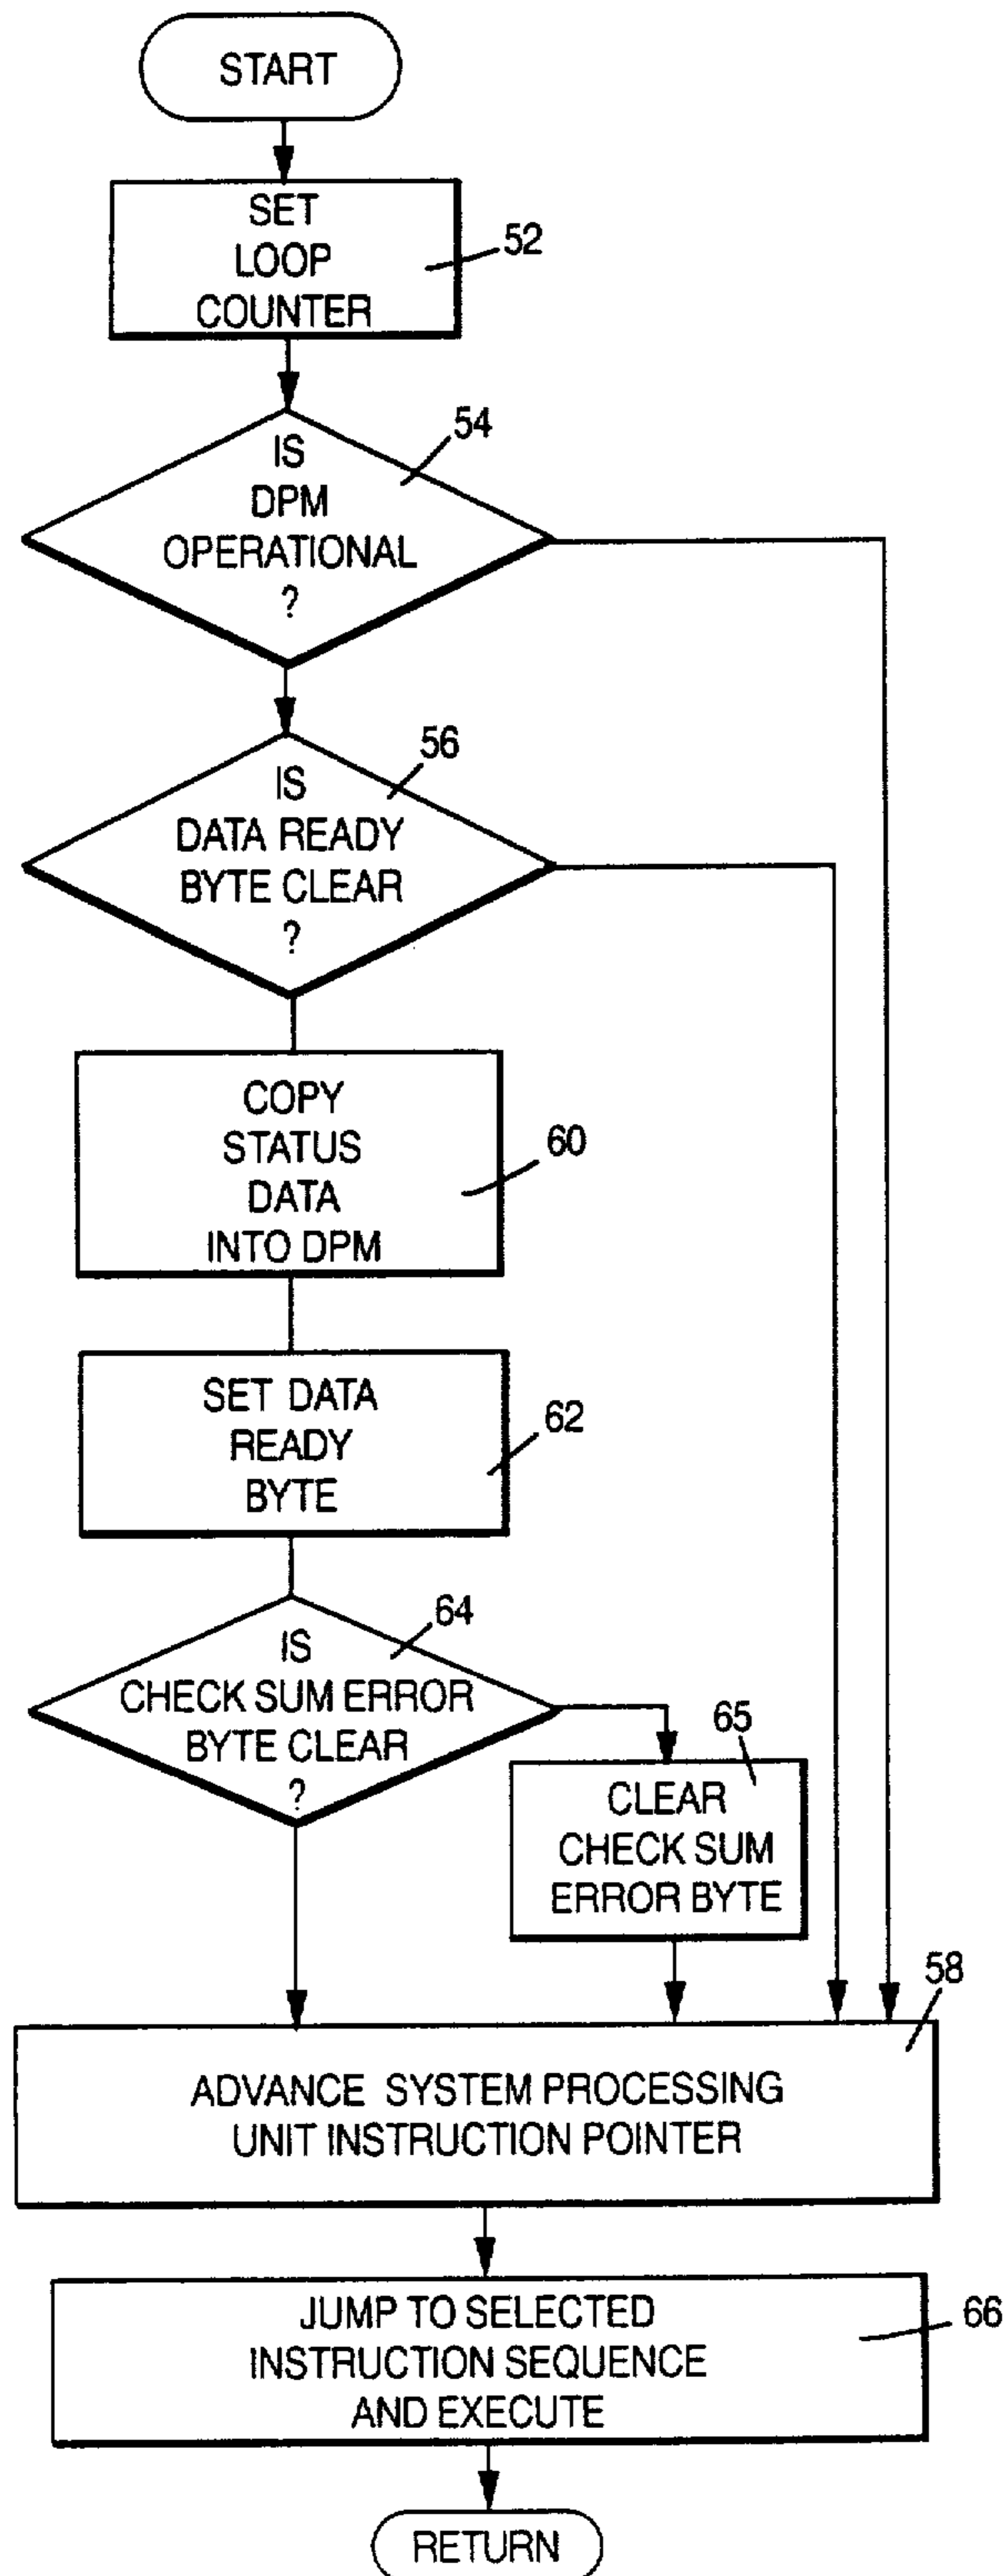 START
SET
LOOP
COUNTER
52
IS
DPM
OPERATIONAL
?
54
IS
DATA READY
BYTE CLEAR
?
56
COPY
STATUS
DATA
INTO DPM
60
SET DATA
READY
BYTE
62
IS
CHECK SUM ERROR
BYTE CLEAR
?
64
65
CLEAR
CHECK SUM
ERROR BYTE
58
ADVANCE SYSTEM PROCESSING
UNIT INSTRUCTION POINTER
JUMP TO SELECTED
INSTRUCTION SEQUENCE
AND EXECUTE
66
RETURN